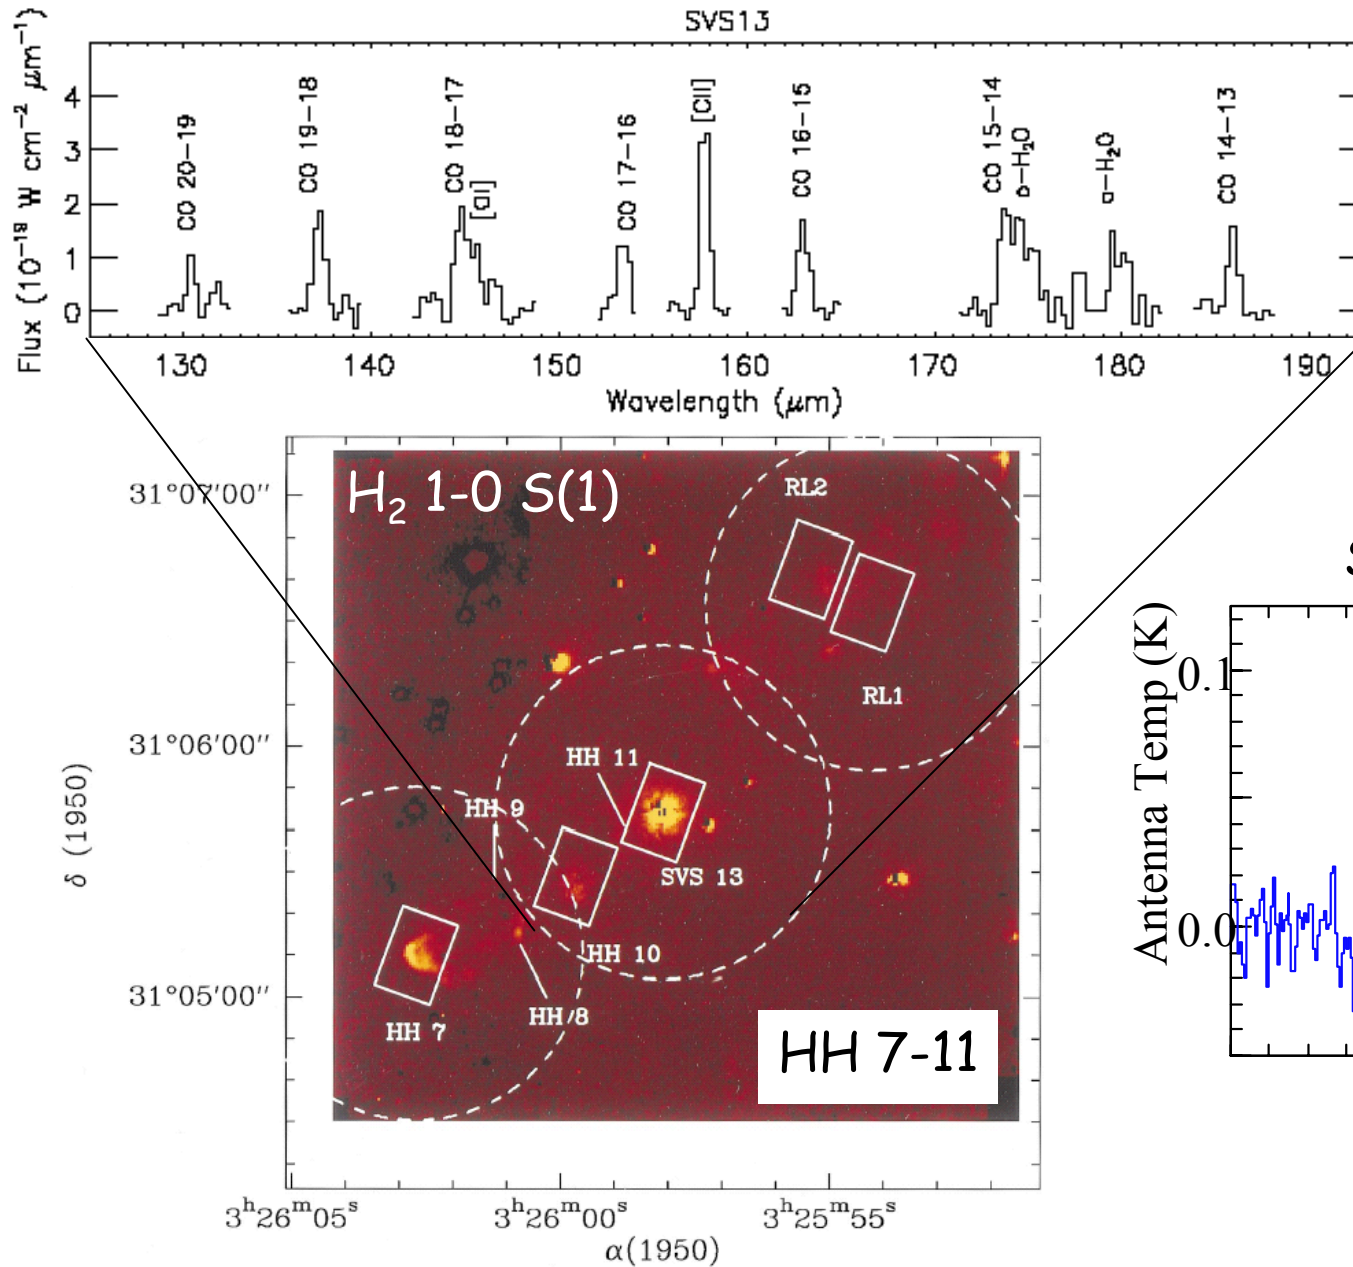 SVS13
Flux (10⁻¹⁸ W cm⁻² μm⁻¹)
4
3
2
1
0
CO 20-19
CO 19-18
CO 18-17
[OI]
CO 17-16
[CII]
CO 16-15
CO 15-14
o-H₂O
o-H₂O
CO 14-13
130 140 150 160 170 180 190
Wavelength (μm)
H₂ 1-0 S(1)
31°07'00''
31°06'00''
31°05'00''
δ (1950)
RL2
RL1
HH 11
HH 9
SVS 13
HH 10
HH 8
HH 7
HH 7-11
3ʰ26ᵐ05ˢ 3ʰ26ᵐ00ˢ 3ʰ25ᵐ55ˢ
α(1950)
Antenna Temp (K)
0.1
0.0